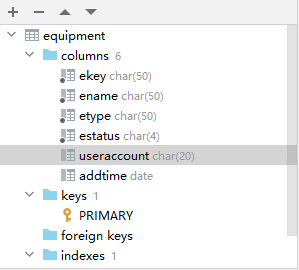 equipment
columns 6
ekey char(50)
ename char(50)
etype char(50)
estatus char(4)
useraccount char(20)
addtime date
keys 1
PRIMARY
foreign keys
indexes 1